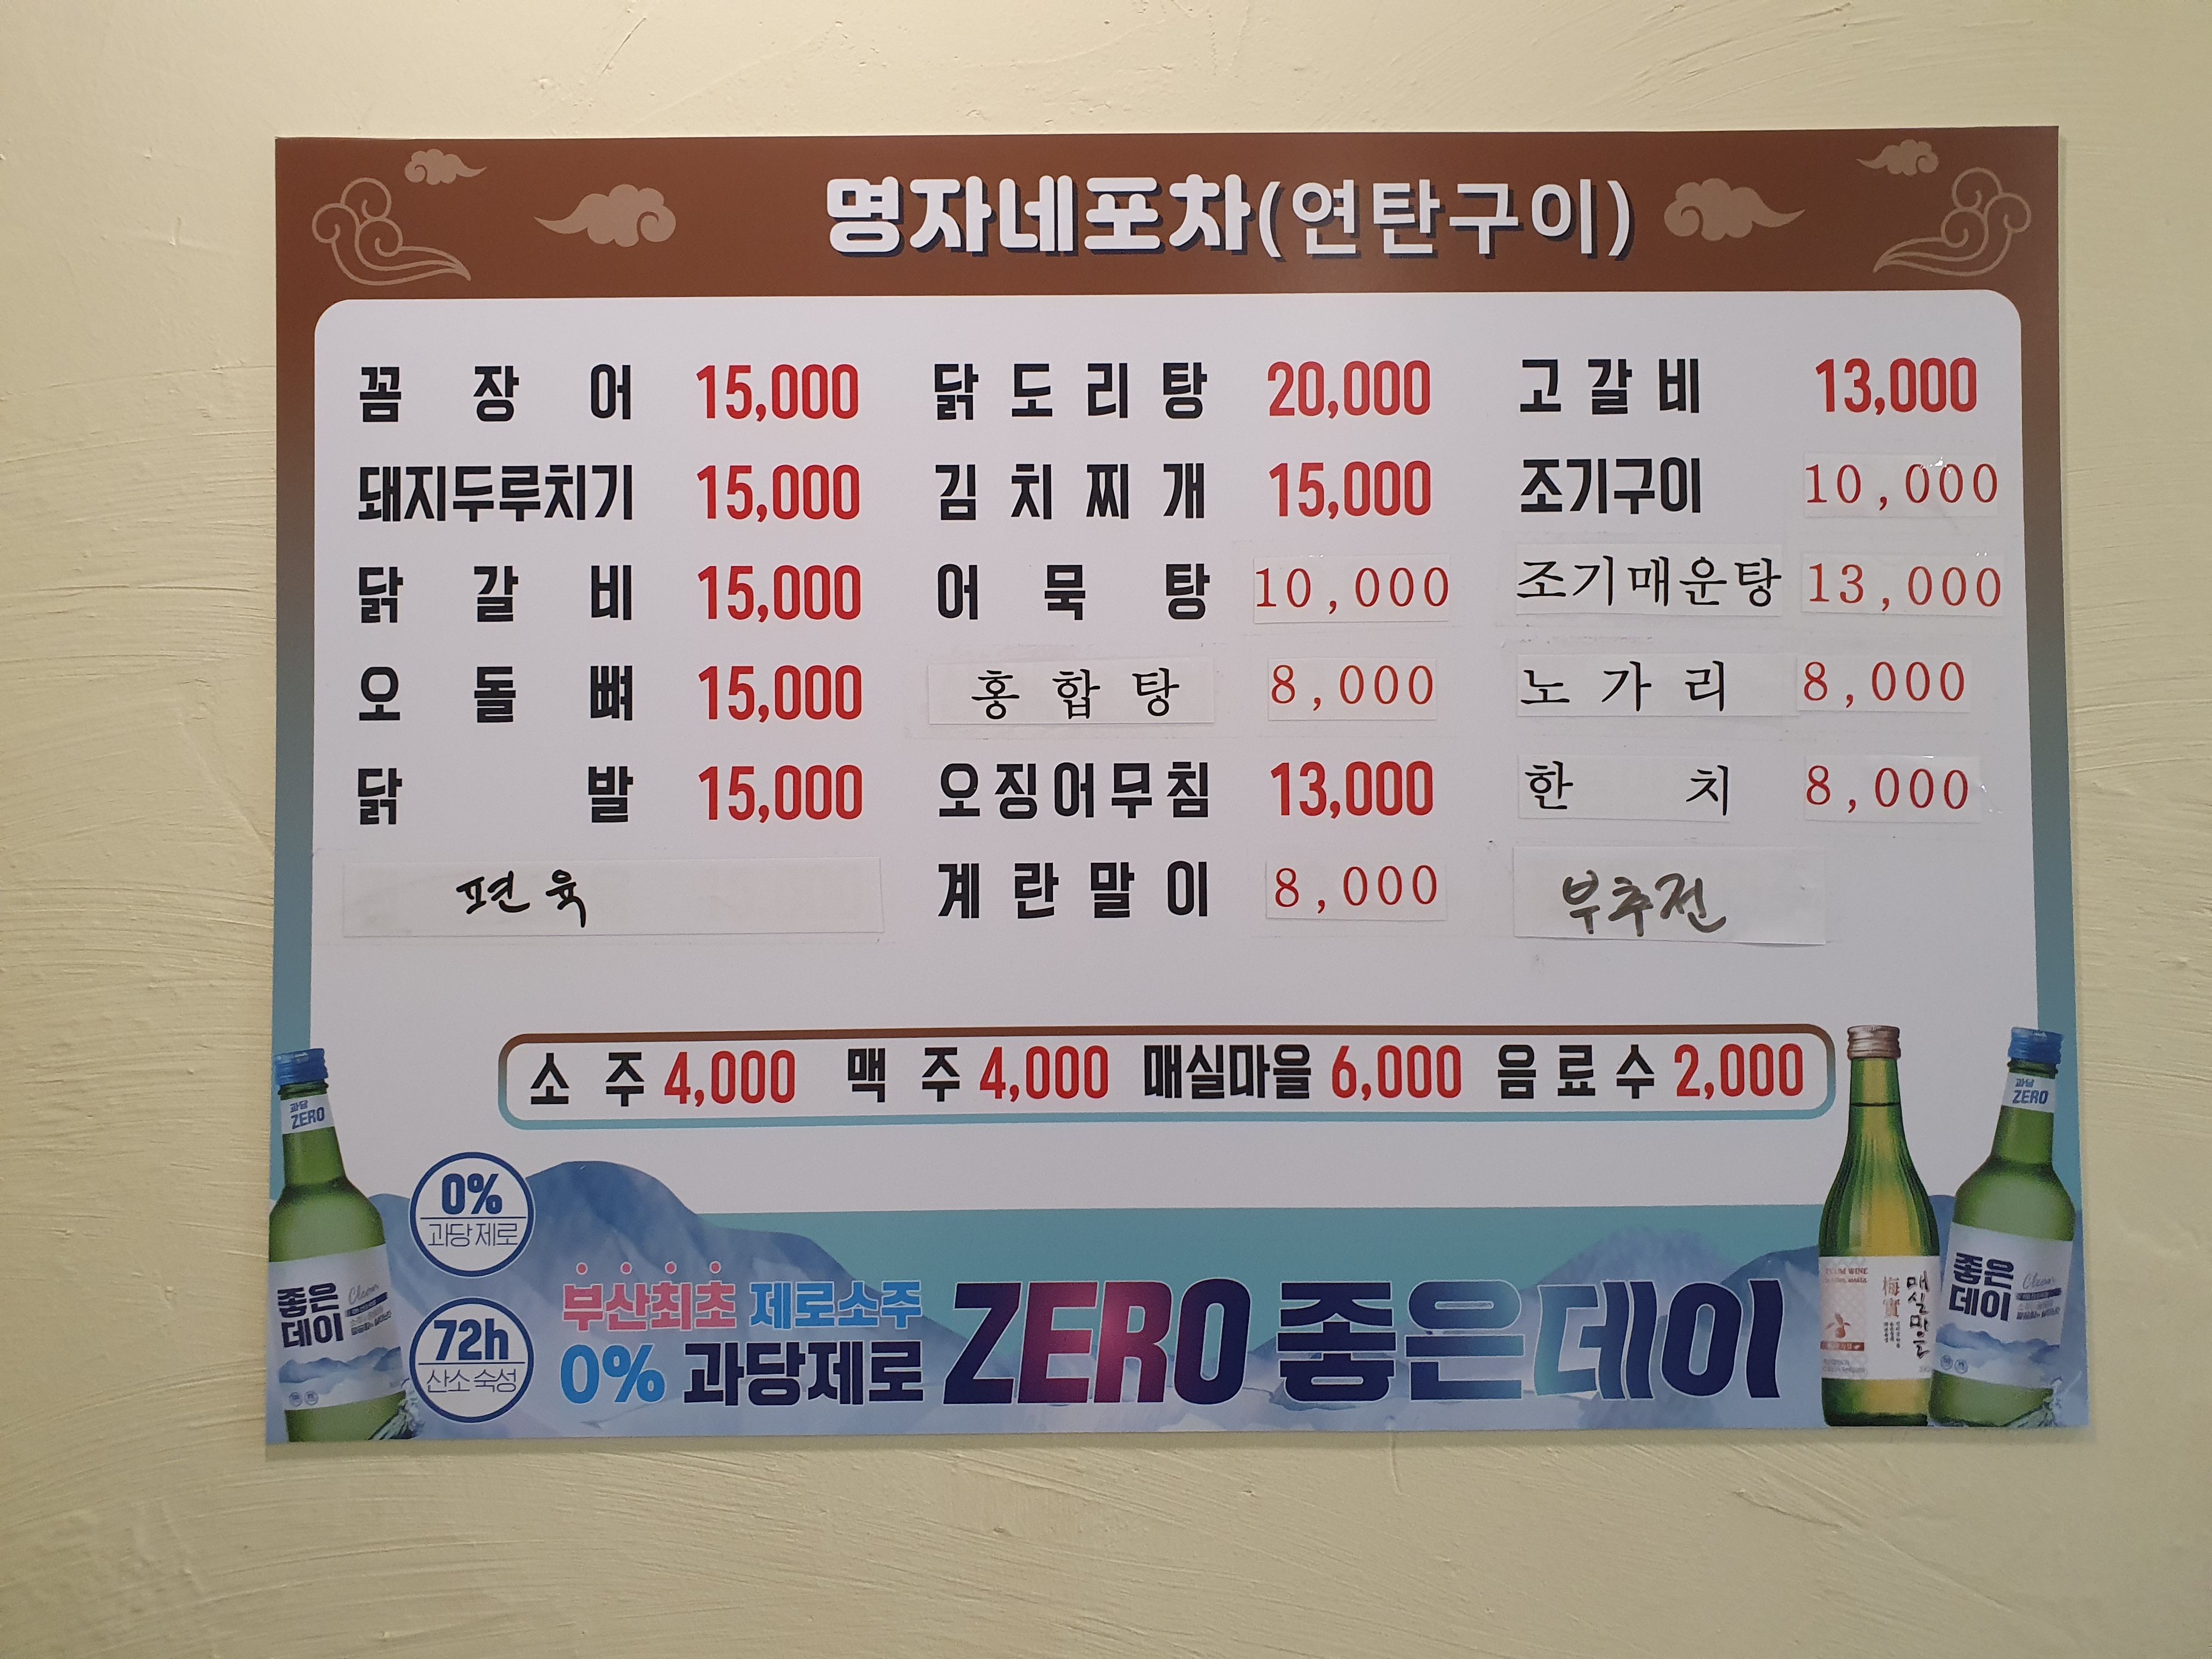 명자네포차(연탄구이)
꼼장어 15,000 닭도리탕 20,000 고갈비 13,000
돼지두루치기 15,000 김치찌개 15,000 조기구이 10,000
닭갈비 15,000 어묵탕 10,000 조기매운탕 13,000
오돌뼈 15,000 홍합탕 8,000 노가리 8,000
닭발 15,000 오징어무침 13,000 한치 8,000
편육 계란말이 8,000 부추전
소주 4,000 맥주 4,000 매실마을 6,000 음료수 2,000
0%
과당제로
72h
산소 숙성
부산최초 제로소주
0% 과당제로
ZERO 좋은데이
과당
ZERO
좋은
데이
Clean
매실마을
梅實
과당
ZERO
좋은
데이
Clean